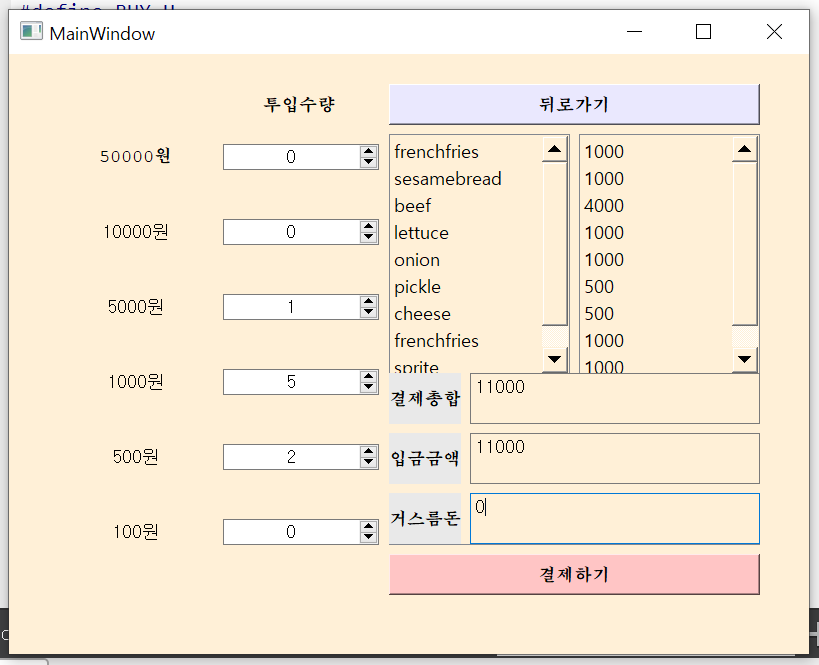 #define BUY_H
MainWindow
투입수량
뒤로가기
50000원 0
10000원 0
5000원 1
1000원 5
500원 2
100원 0
frenchfries 1000
sesamebread 1000
beef 4000
lettuce 1000
onion 1000
pickle 500
cheese 500
frenchfries 1000
sprite 1000
결제총합 11000
입금금액 11000
거스름돈 0
결제하기